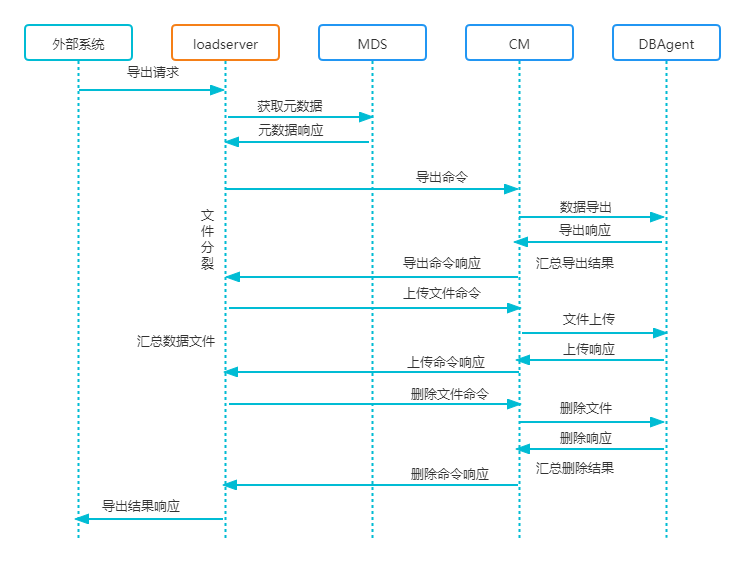 外部系统
loadserver
MDS
CM
DBAgent
导出请求
获取元数据
元数据响应
导出命令
数据导出
文件分裂
导出响应
导出命令响应
汇总导出结果
上传文件命令
文件上传
汇总数据文件
上传响应
上传命令响应
删除文件命令
删除文件
删除响应
汇总删除结果
删除命令响应
导出结果响应